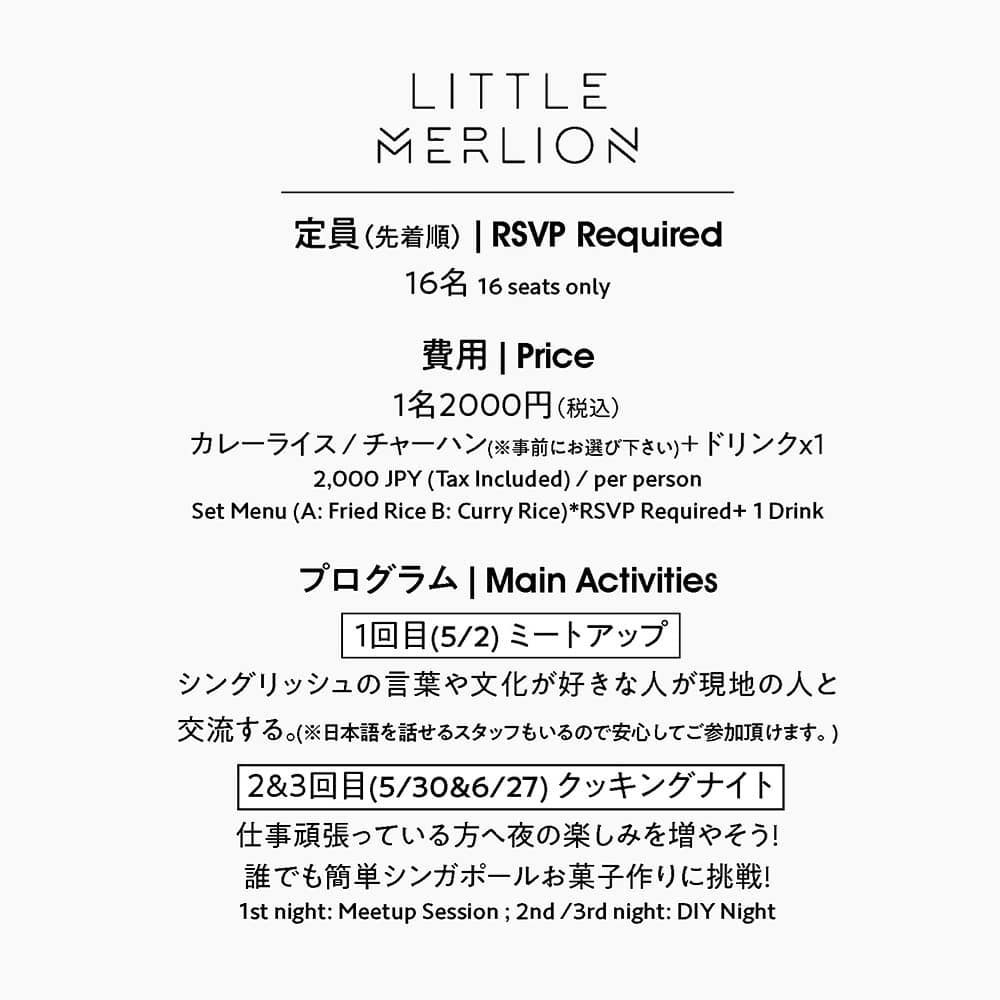 LITTLE
MERLION
定員(先着順) | RSVP Required
16名 16 seats only
費用 | Price
1名2000円(税込)
カレーライス / チャーハン(※事前にお選び下さい)+ドリンクx1
2,000 JPY (Tax Included) / per person
Set Menu (A: Fried Rice B: Curry Rice)*RSVP Required+ 1 Drink
プログラム | Main Activities
1回目(5/2) ミートアップ
シングリッシュの言葉や文化が好きな人が現地の人と
交流する。(※日本語を話せるスタッフもいるので安心してご参加頂けます。)
2&3回目(5/30&6/27) クッキングナイト
仕事頑張っている方へ夜の楽しみを増やそう!
誰でも簡単シンガポールお菓子作りに挑戦!
1st night: Meetup Session ; 2nd /3rd night: DIY Night